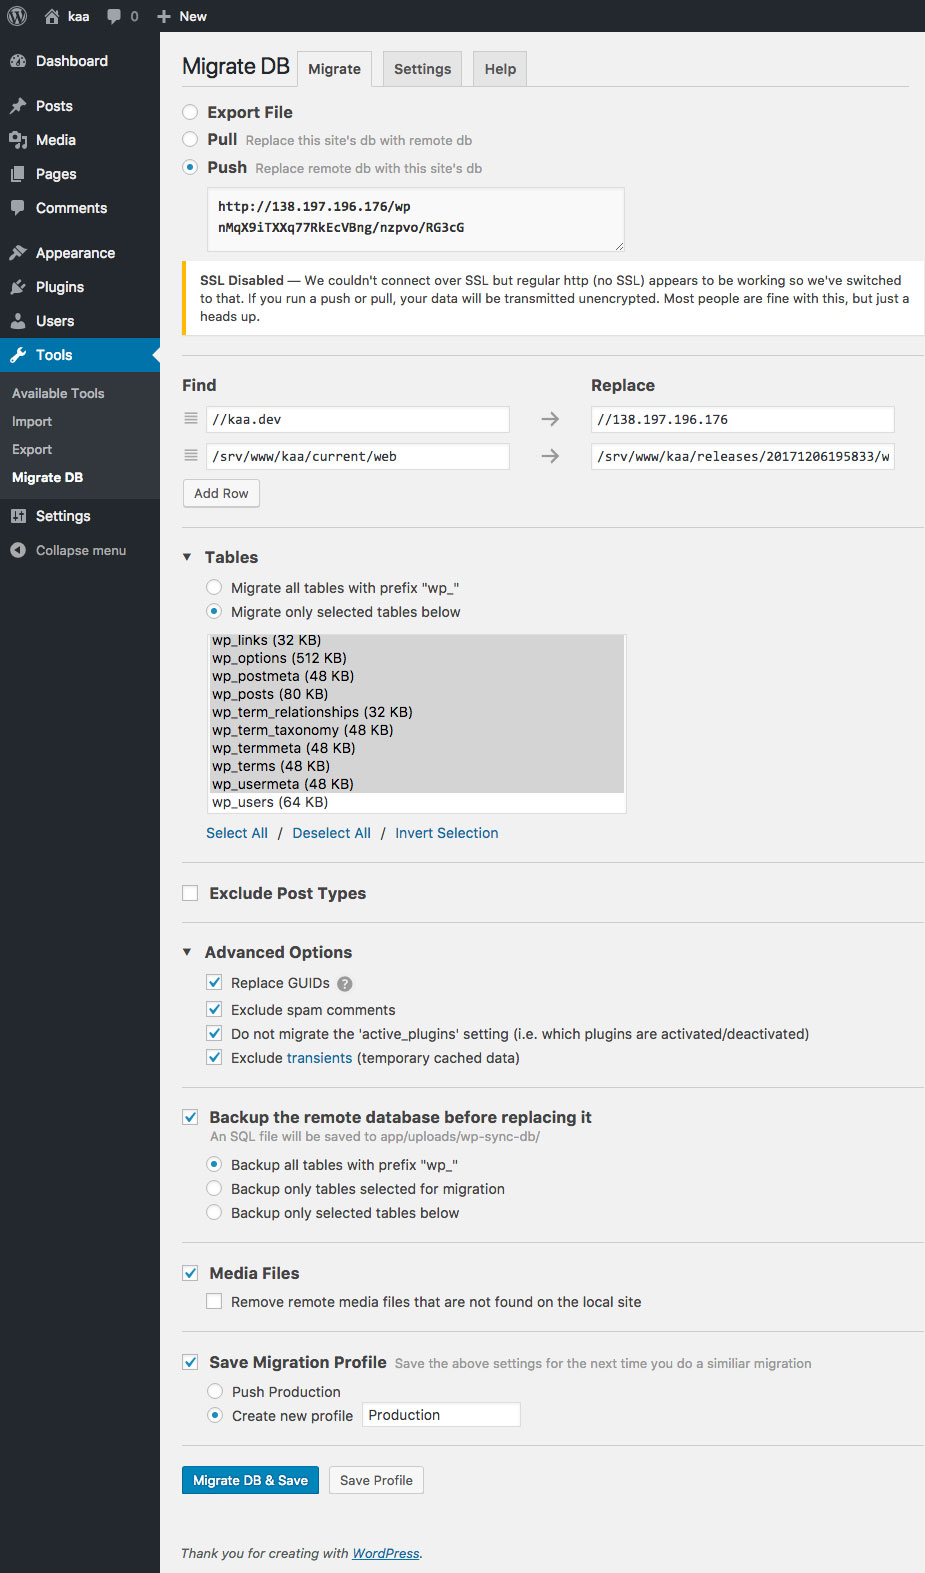 kaa 0 New
Dashboard
Posts
Media
Pages
Comments
Appearance
Plugins
Users
Tools
Available Tools
Import
Export
Migrate DB
Settings
Collapse menu
Migrate DB Migrate Settings Help
Export File
Pull Replace this site's db with remote db
Push Replace remote db with this site's db
http://138.197.196.176/wp
nMqX9iTXXq77RkEcVBng/nzpvo/RG3cG
SSL Disabled — We couldn't connect over SSL but regular http (no SSL) appears to be working so we've switched
to that. If you run a push or pull, your data will be transmitted unencrypted. Most people are fine with this, but just a
heads up.
Find Replace
//kaa.dev → //138.197.196.176
/srv/www/kaa/current/web → /srv/www/kaa/releases/20171206195833/w
Add Row
Tables
Migrate all tables with prefix "wp_"
Migrate only selected tables below
wp_links (32 KB)
wp_options (512 KB)
wp_postmeta (48 KB)
wp_posts (80 KB)
wp_term_relationships (32 KB)
wp_term_taxonomy (48 KB)
wp_termmeta (48 KB)
wp_terms (48 KB)
wp_usermeta (48 KB)
wp_users (64 KB)
Select All / Deselect All / Invert Selection
Exclude Post Types
Advanced Options
Replace GUIDs ?
Exclude spam comments
Do not migrate the 'active_plugins' setting (i.e. which plugins are activated/deactivated)
Exclude transients (temporary cached data)
Backup the remote database before replacing it
An SQL file will be saved to app/uploads/wp-sync-db/
Backup all tables with prefix "wp_"
Backup only tables selected for migration
Backup only selected tables below
Media Files
Remove remote media files that are not found on the local site
Save Migration Profile Save the above settings for the next time you do a similiar migration
Push Production
Create new profile Production
Migrate DB & Save Save Profile
Thank you for creating with WordPress.